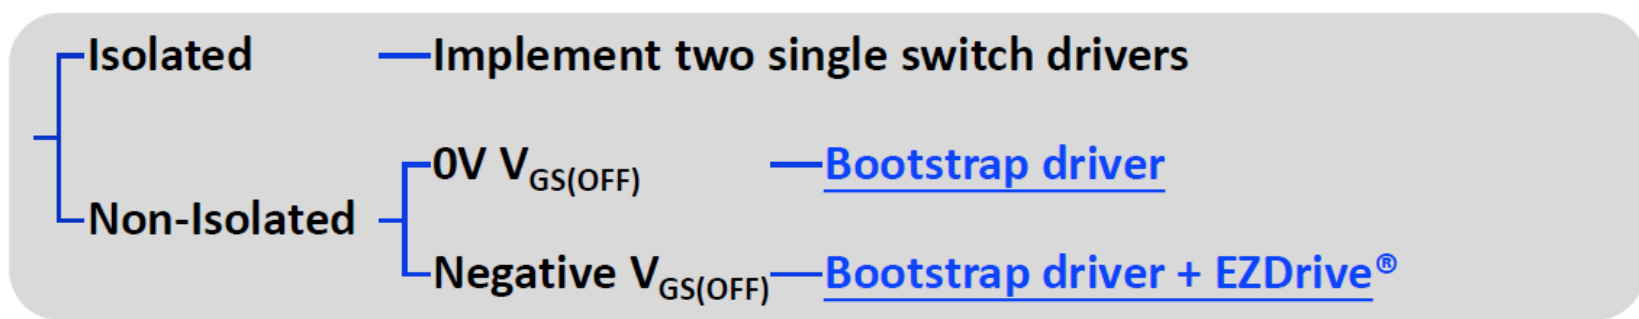 Isolated Implement two single switch drivers
0V VGS(OFF) Bootstrap driver
Non-Isolated
Negative VGS(OFF) Bootstrap driver + EZDrive®